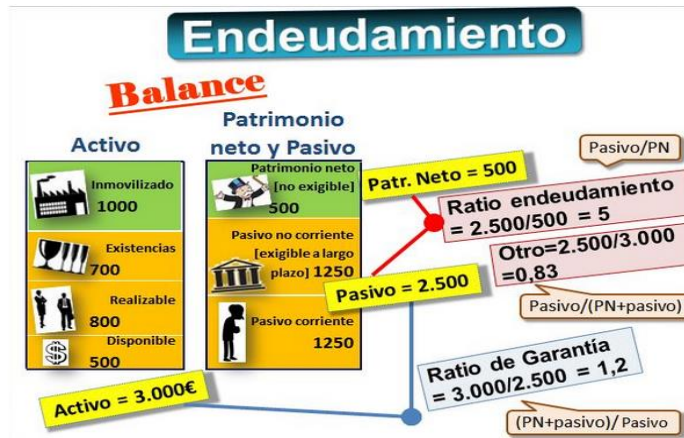 Endeudamiento
Balance
Activo
Patrimonio
neto y Pasivo
Inmovilizado
1000
Existencias
700
Realizable
800
Disponible
500
Patrimonio neto
[no exigible]
500
Pasivo no corriente
[exigible a largo
plazo] 1250
Pasivo corriente
1250
Patr. Neto = 500
Pasivo = 2.500
Activo = 3.000€
Pasivo/PN
Ratio endeudamiento
= 2.500/500 = 5
Otro=2.500/3.000
=0,83
Pasivo/(PN+pasivo)
Ratio de Garantía
= 3.000/2.500 = 1,2
(PN+pasivo)/ Pasivo